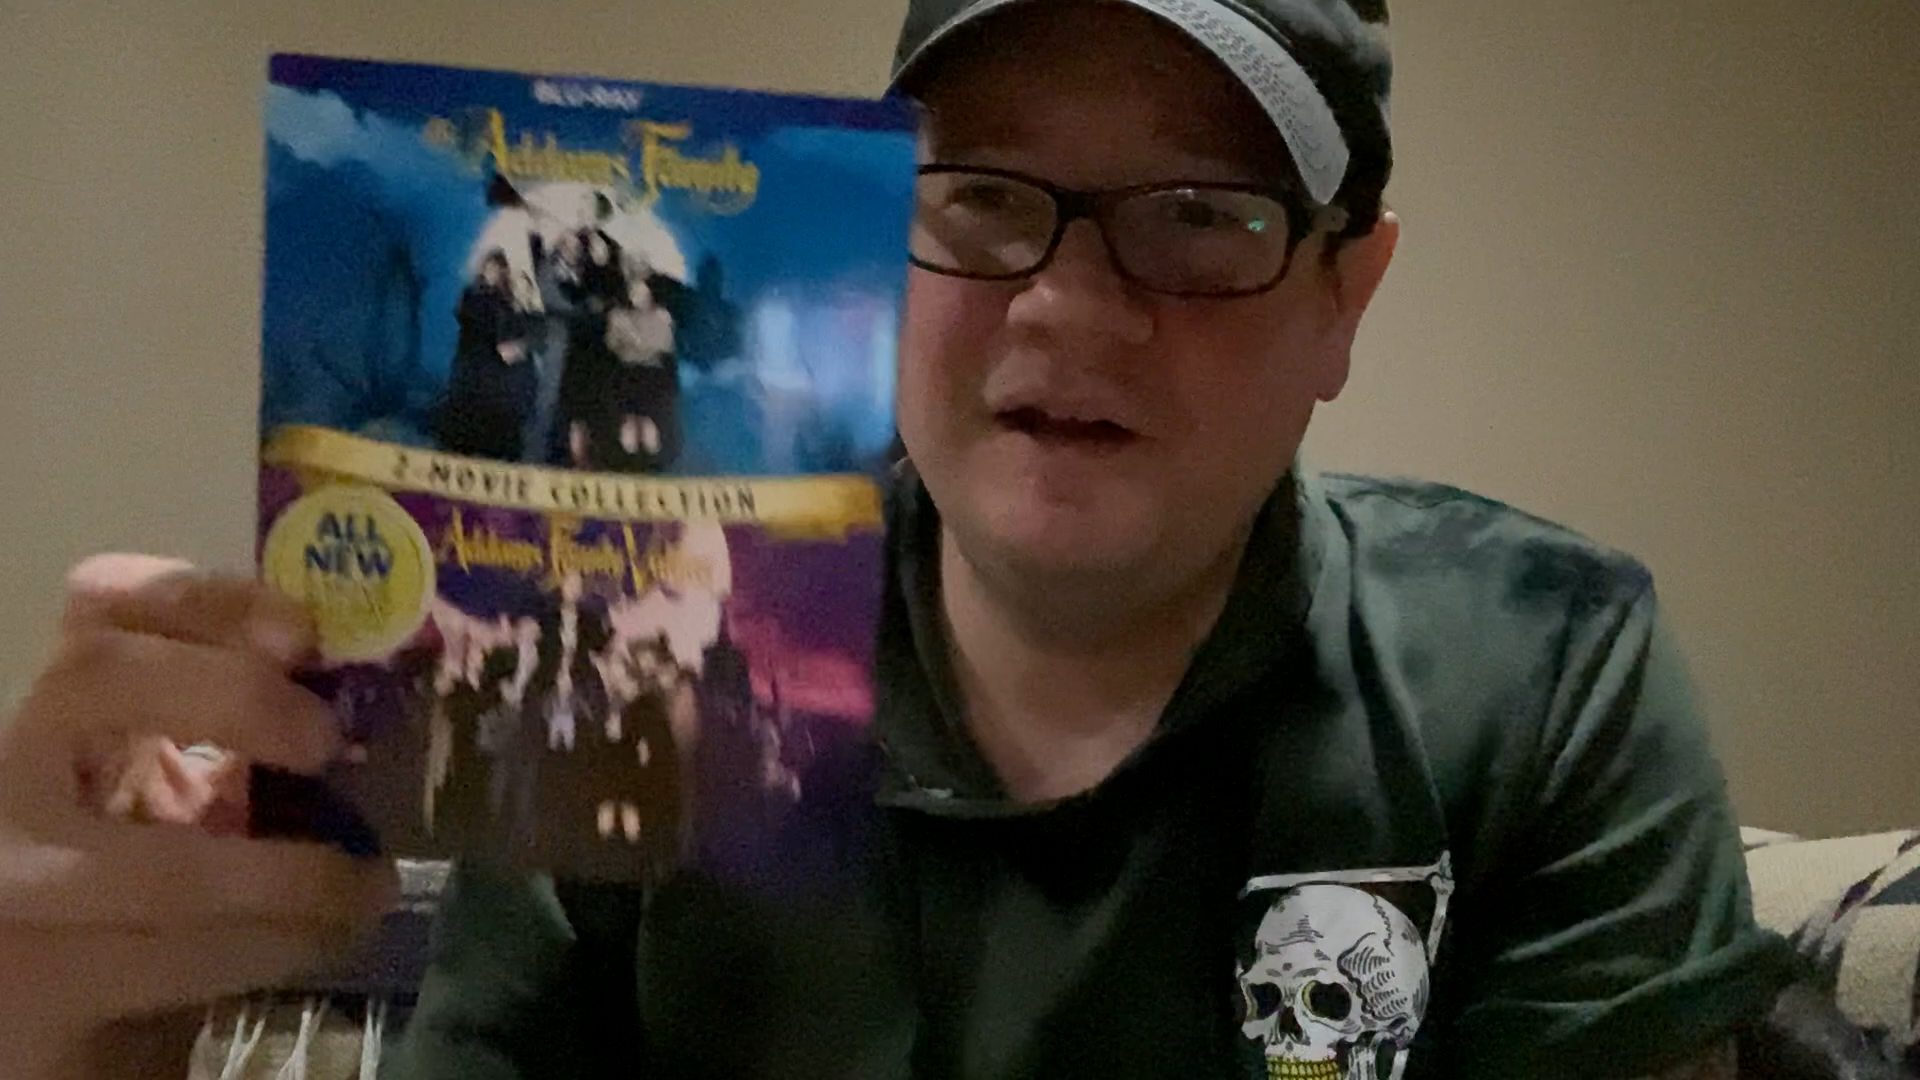 BLU-RAY
The Addams Family
2-MOVIE COLLECTION
ALL
NEW
Addams Family Values